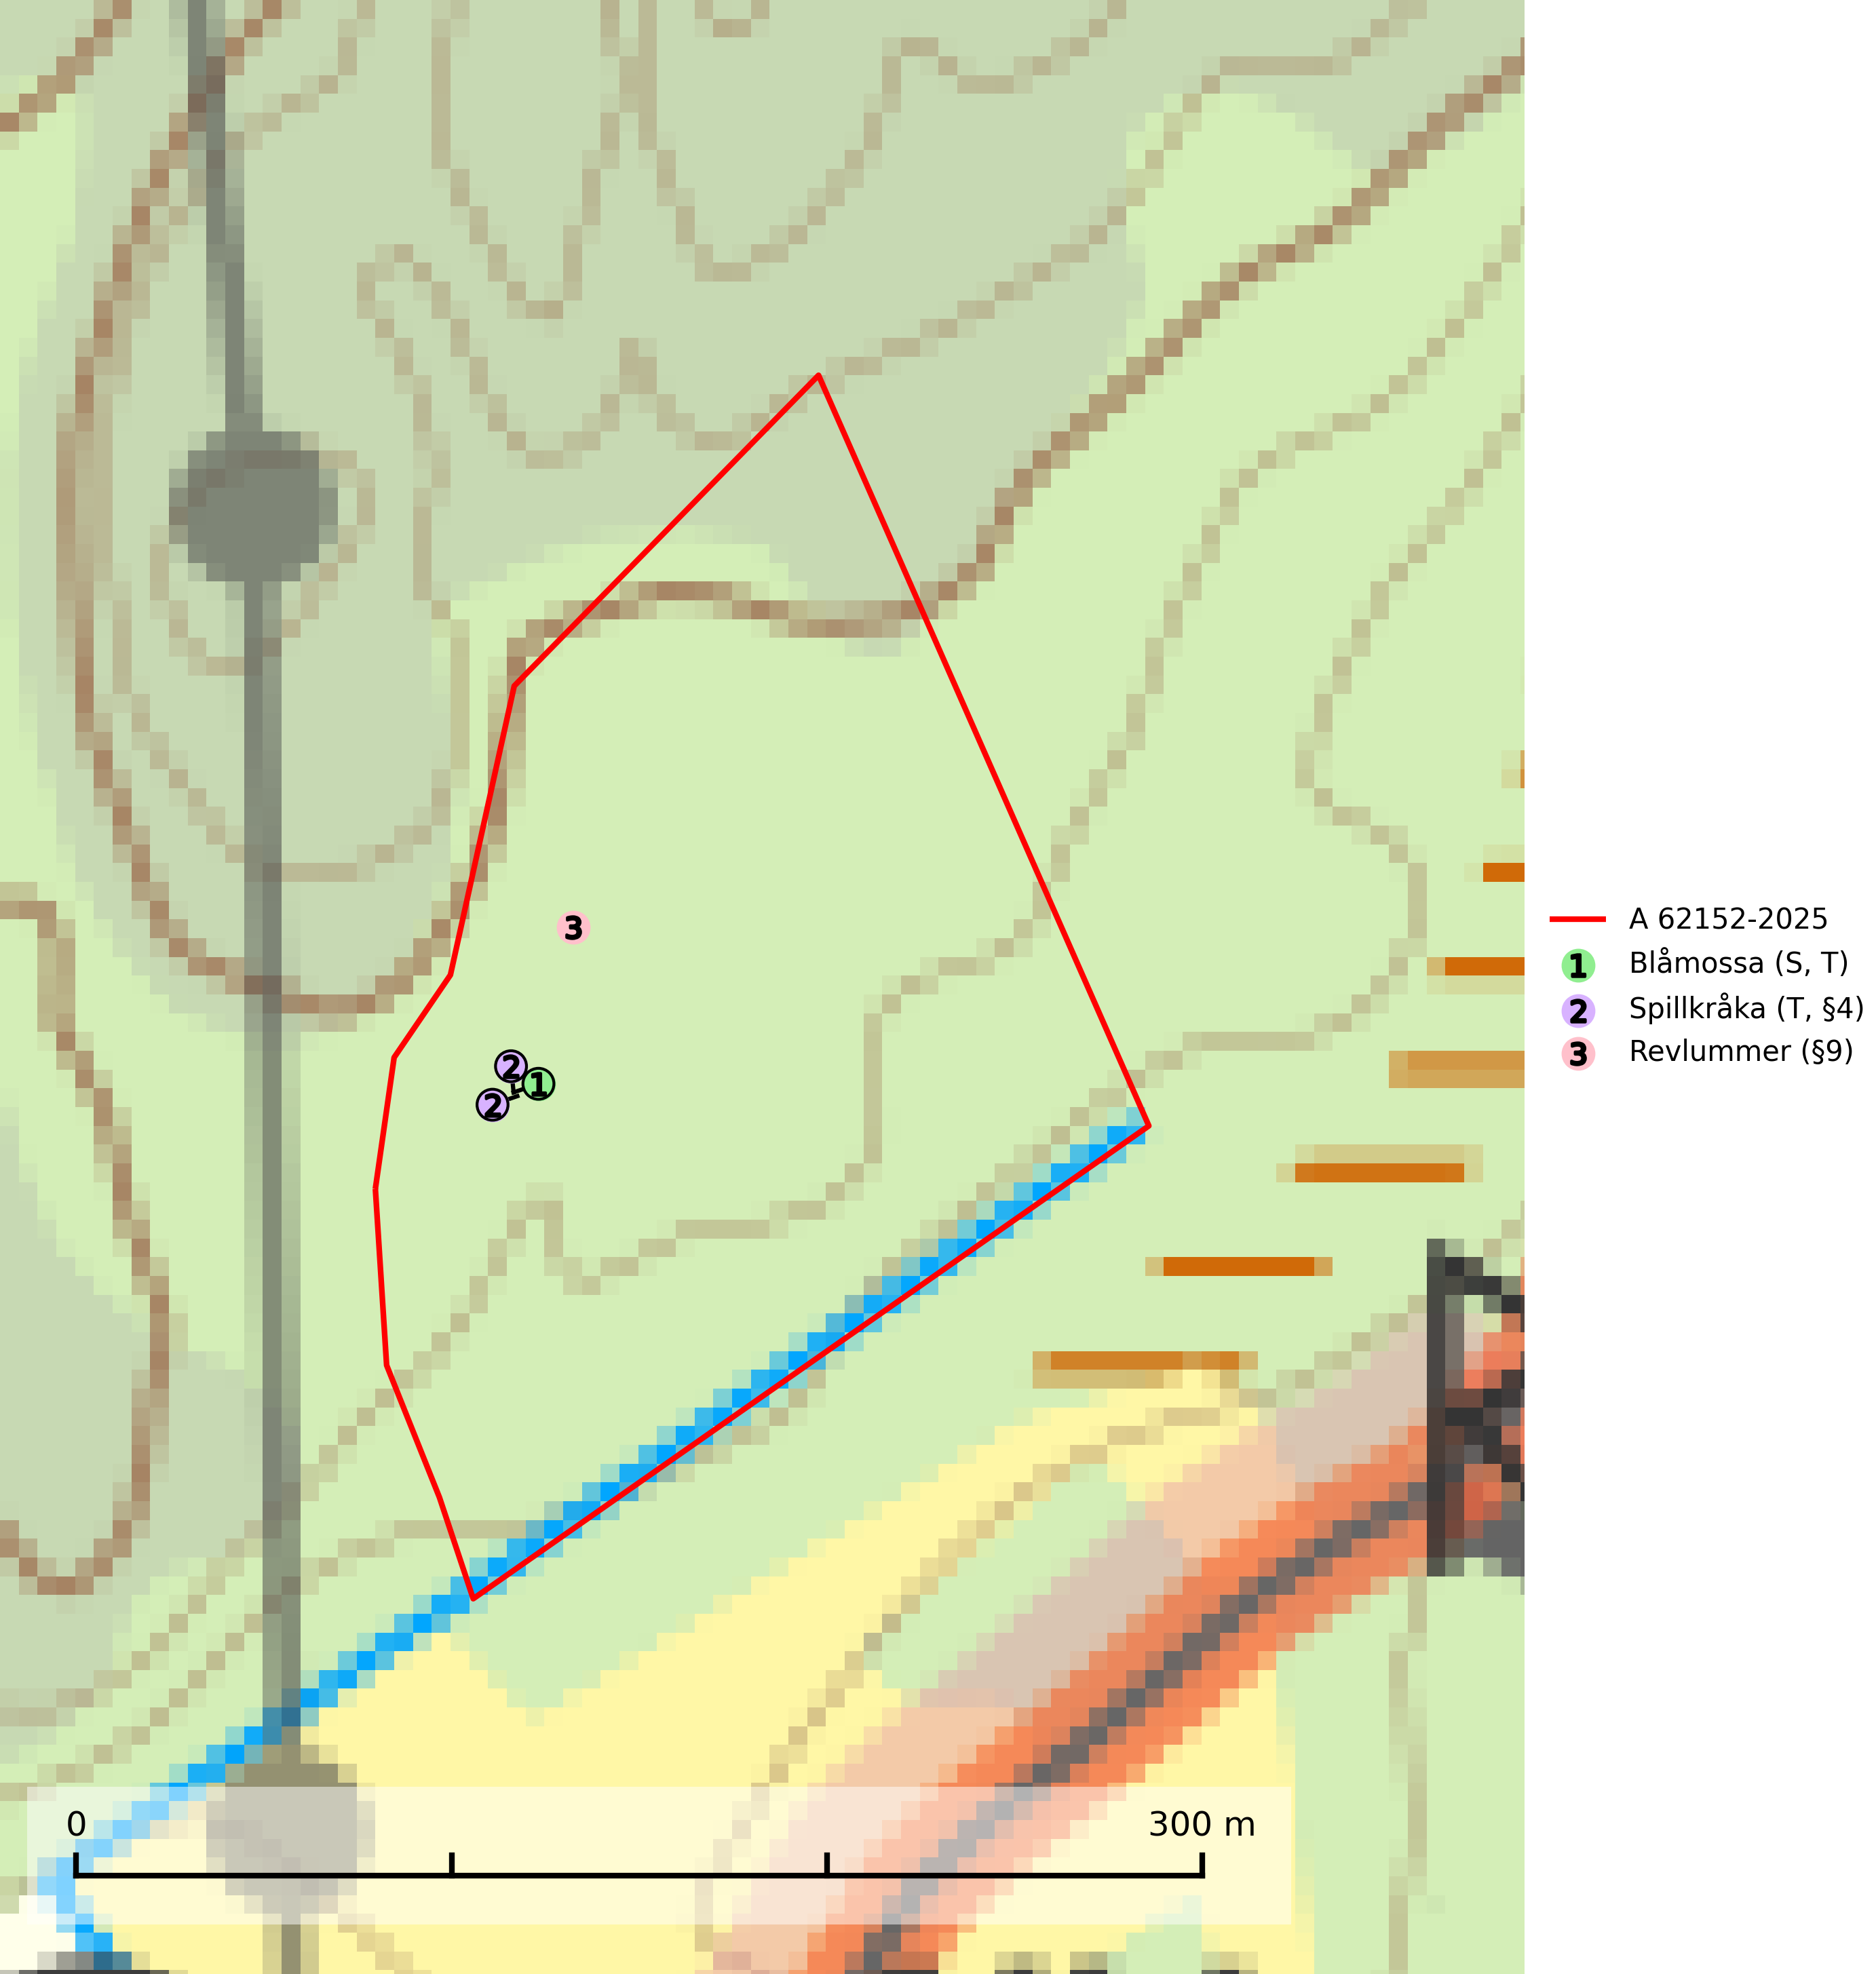 3
2
1
2
A 62152-2025
1 Blåmossa (S, T)
2 Spillkråka (T, §4)
3 Revlummer (§9)
0 300 m